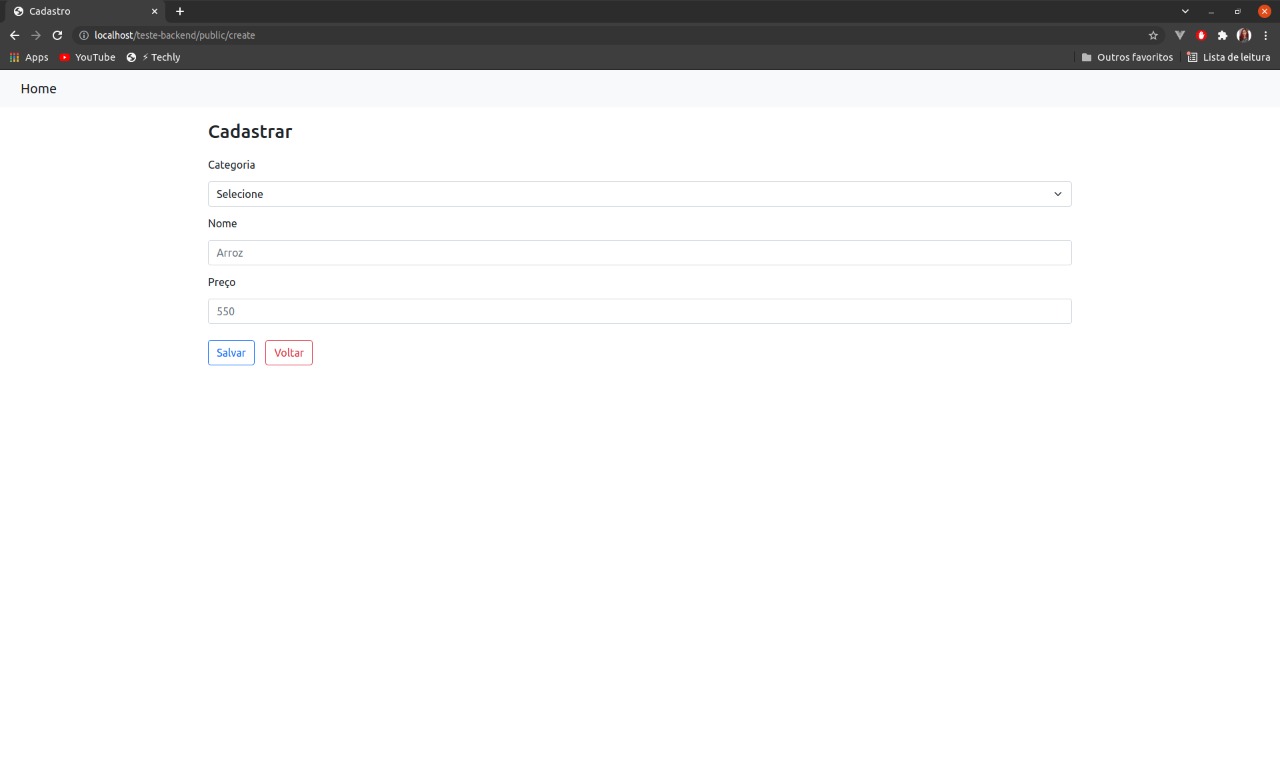 Cadastro
localhost/teste-backend/public/create
Apps YouTube ⚡ Techly Outros favoritos Lista de leitura
Home
Cadastrar
Categoria
Selecione
Nome
Arroz
Preço
550
Salvar Voltar